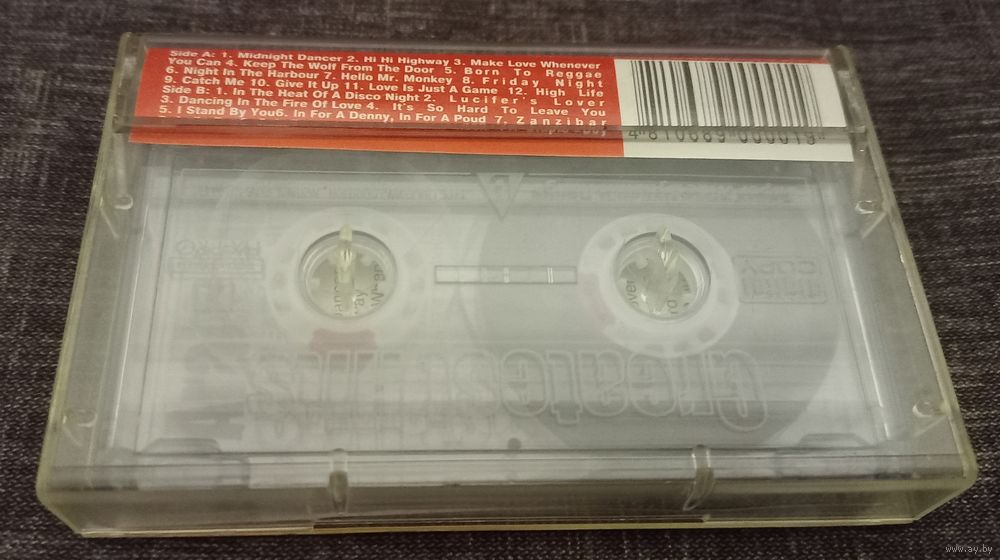 Side A: 1. Midnight Dancer 2. Hi Hi Highway 3. Make Love Whenever
You Can 4. Keep The Wolf From The Door 5. Born To Reggae
6. Night In The Harbour 7. Hello Mr. Monkey 8. Friday Night
9. Catch Me 10. Give It Up 11. Love Is Just A Game 12. High Life
Side B: 1. In The Heat Of A Disco Night 2. Lucifer's Lover
3. Dancing In The Fire Of Love 4. It's So Hard To Leave You
5. I Stand By You6. In For A Denny, In For A Poud 7. Zanzibar
4 810689 000019
COPY
Greatest Hits
www.ay.by